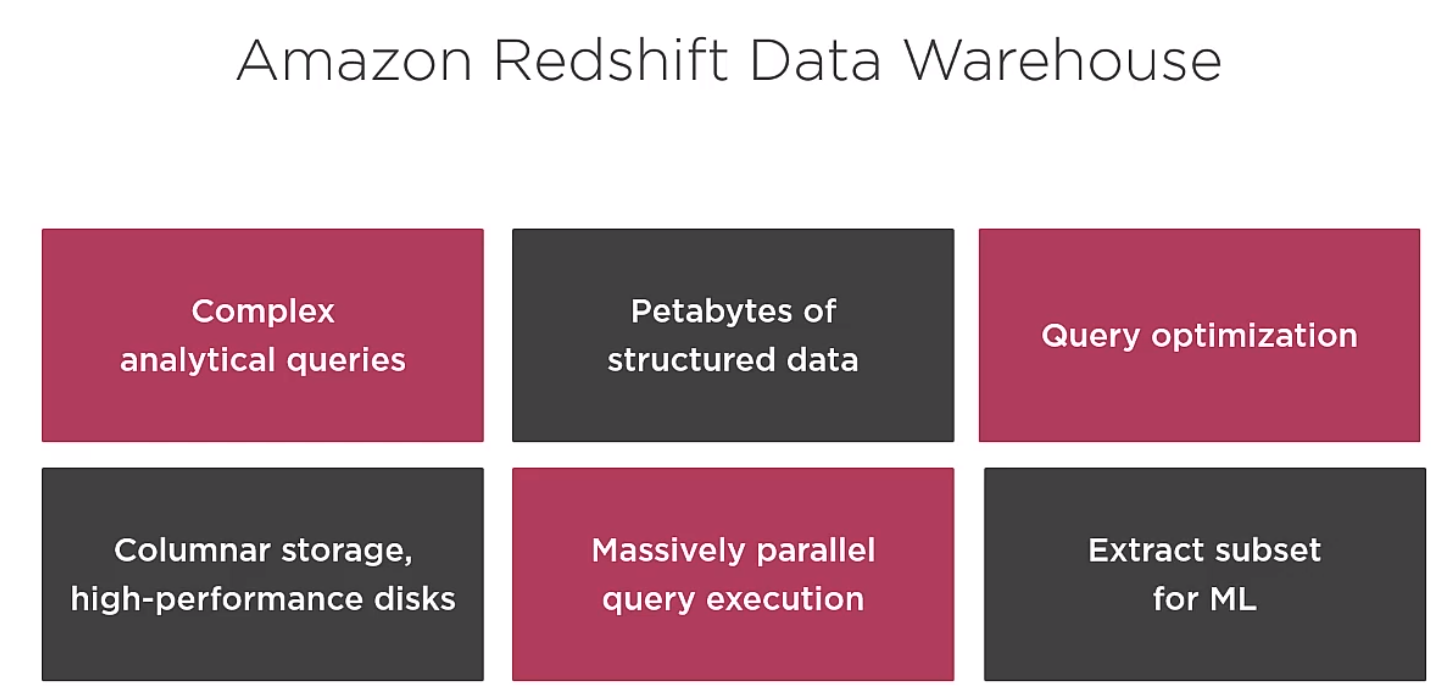 Amazon Redshift Data Warehouse
Complex
analytical queries
Petabytes of
structured data
Query optimization
Columnar storage,
high-performance disks
Massively parallel
query execution
Extract subset
for ML